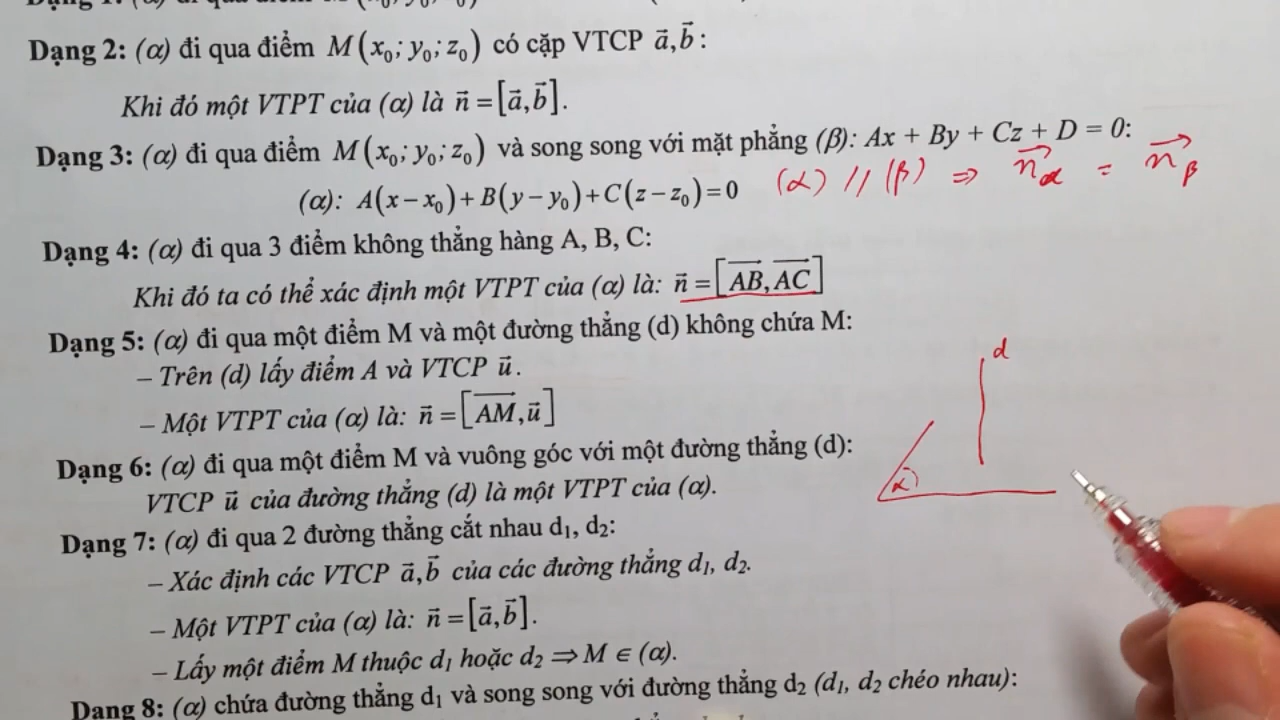 Dạng 2: (α) đi qua điểm M(x₀; y₀; z₀) có cặp VTCP a⃗, b⃗:
Khi đó một VTPT của (α) là n⃗ = [a⃗, b⃗].
Dạng 3: (α) đi qua điểm M(x₀; y₀; z₀) và song song với mặt phẳng (β): Ax + By + Cz + D = 0:
(α): A(x − x₀) + B(y − y₀) + C(z − z₀) = 0 (α) // (β) ⇒ n⃗α = n⃗β
Dạng 4: (α) đi qua 3 điểm không thẳng hàng A, B, C:
Khi đó ta có thể xác định một VTPT của (α) là: n⃗ = [AB⃗, AC⃗]
Dạng 5: (α) đi qua một điểm M và một đường thẳng (d) không chứa M:
– Trên (d) lấy điểm A và VTCP u⃗.
d
– Một VTPT của (α) là: n⃗ = [AM⃗, u⃗]
Dạng 6: (α) đi qua một điểm M và vuông góc với một đường thẳng (d):
VTCP u⃗ của đường thẳng (d) là một VTPT của (α).
α
Dạng 7: (α) đi qua 2 đường thẳng cắt nhau d₁, d₂:
– Xác định các VTCP a⃗, b⃗ của các đường thẳng d₁, d₂.
– Một VTPT của (α) là: n⃗ = [a⃗, b⃗].
– Lấy một điểm M thuộc d₁ hoặc d₂ ⇒ M ∈ (α).
Dạng 8: (α) chứa đường thẳng d₁ và song song với đường thẳng d₂ (d₁, d₂ chéo nhau):